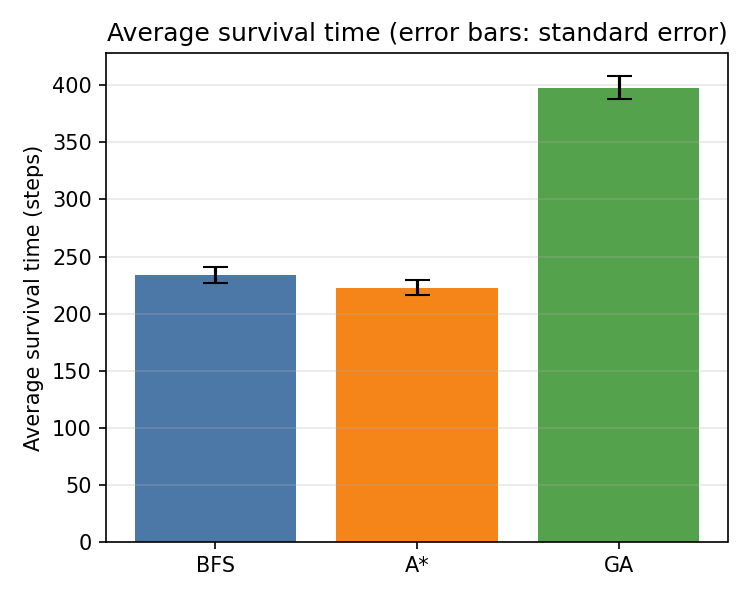 Average survival time (error bars: standard error)
Average survival time (steps)
400
350
300
250
200
150
100
50
0
BFS
A*
GA